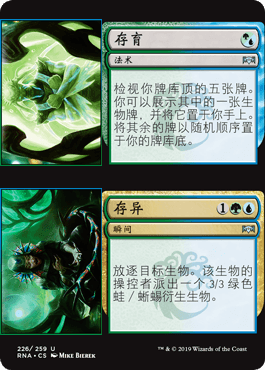 存育
法术
检视你牌库顶的五张牌。
你可以展示其中的一张生
物牌，并将它置于你手上。
将其余的牌以随机顺序置
于你的牌库底。
存异
1
瞬间
放逐目标生物。该生物的
操控者派出一个 3/3 绿色
蛙／蜥蜴衍生生物。
226/259 U
RNA • CS MIKE BIEREK
™ & © 2019 Wizards of the Coast